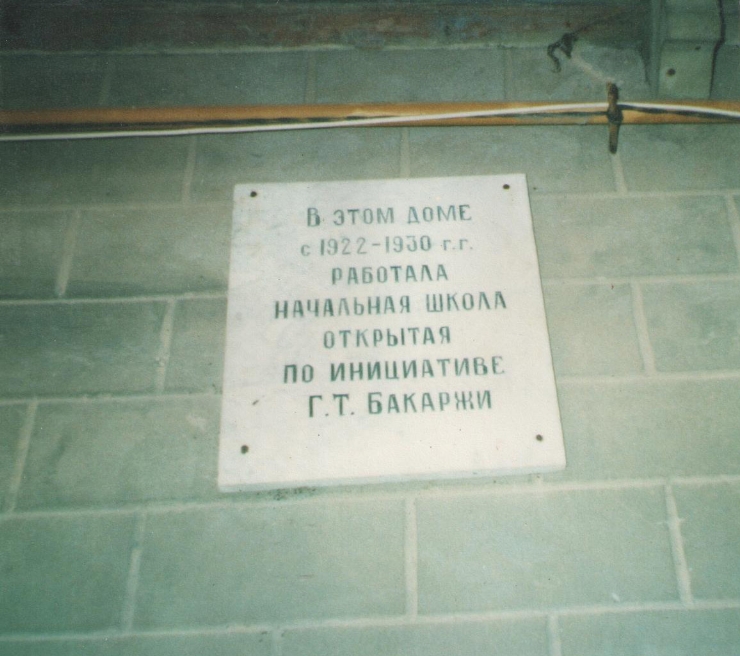 В ЭТОМ ДОМЕ
с 1922-1930 г.г.
РАБОТАЛА
НАЧАЛЬНАЯ ШКОЛА
ОТКРЫТАЯ
ПО ИНИЦИАТИВЕ
Г.Т. БАКАРЖИ